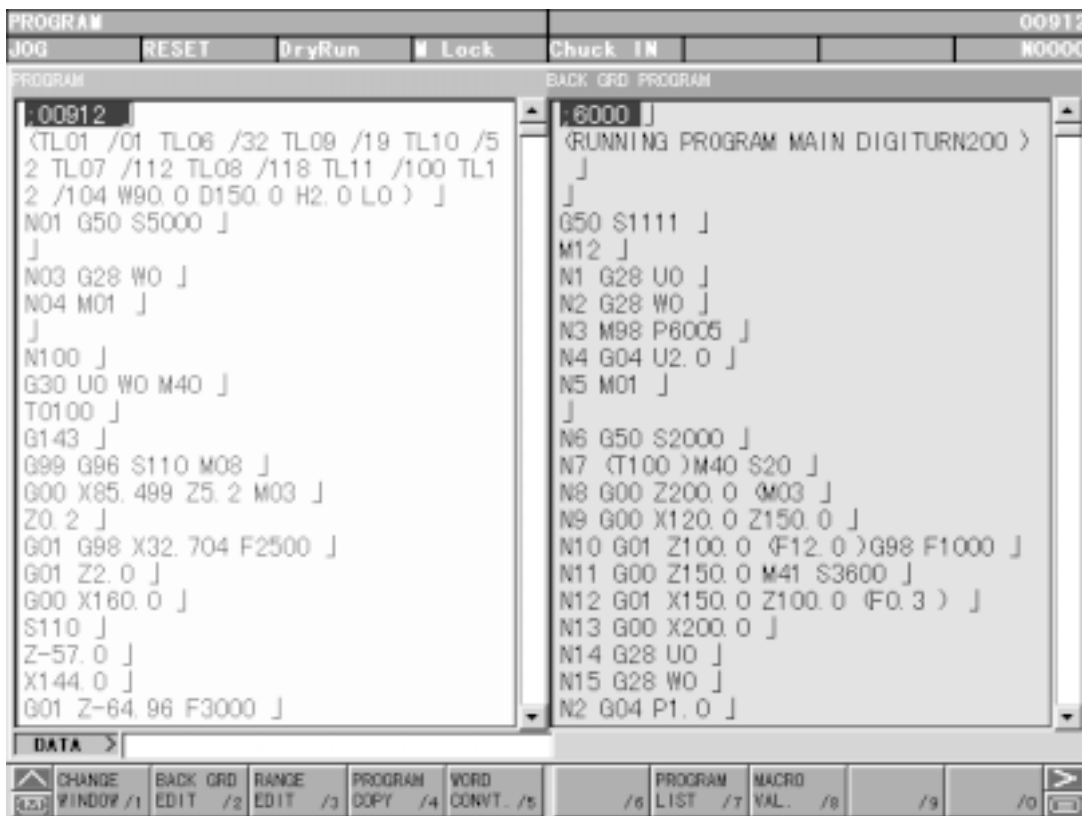 PROGRAM 00912
JOG RESET DryRun M Lock Chuck IN N0000
PROGRAM
;00912 ⏌
(TL01 /01 TL06 /32 TL09 /19 TL10 /5
2 TL07 /112 TL08 /118 TL11 /100 TL1
2 /104 W90.0 D150.0 H2.0 L0 ) ⏌
N01 G50 S5000 ⏌
⏌
N03 G28 W0 ⏌
N04 M01 ⏌
⏌
N100 ⏌
G30 U0 W0 M40 ⏌
T0100 ⏌
G143 ⏌
G99 G96 S110 M08 ⏌
G00 X85.499 Z5.2 M03 ⏌
Z0.2 ⏌
G01 G98 X32.704 F2500 ⏌
G01 Z2.0 ⏌
G00 X160.0 ⏌
S110 ⏌
Z-57.0 ⏌
X144.0 ⏌
G01 Z-64.96 F3000 ⏌
BACK GRD PROGRAM
;6000 ⏌
(RUNNING PROGRAM MAIN DIGITURN200 )
⏌
⏌
G50 S1111 ⏌
M12 ⏌
N1 G28 U0 ⏌
N2 G28 W0 ⏌
N3 M98 P6005 ⏌
N4 G04 U2.0 ⏌
N5 M01 ⏌
⏌
N6 G50 S2000 ⏌
N7 (T100 )M40 S20 ⏌
N8 G00 Z200.0 (M03 ⏌
N9 G00 X120.0 Z150.0 ⏌
N10 G01 Z100.0 (F12.0 )G98 F1000 ⏌
N11 G00 Z150.0 M41 S3600 ⏌
N12 G01 X150.0 Z100.0 (F0.3 ) ⏌
N13 G00 X200.0 ⏌
N14 G28 U0 ⏌
N15 G28 W0 ⏌
N2 G04 P1.0 ⏌
DATA >
CHANGE BACK GRD RANGE PROGRAM WORD PROGRAM MACRO >
WINDOW /1 EDIT /2 EDIT /3 COPY /4 CONVT. /5 /6 LIST /7 VAL. /8 /9 /0